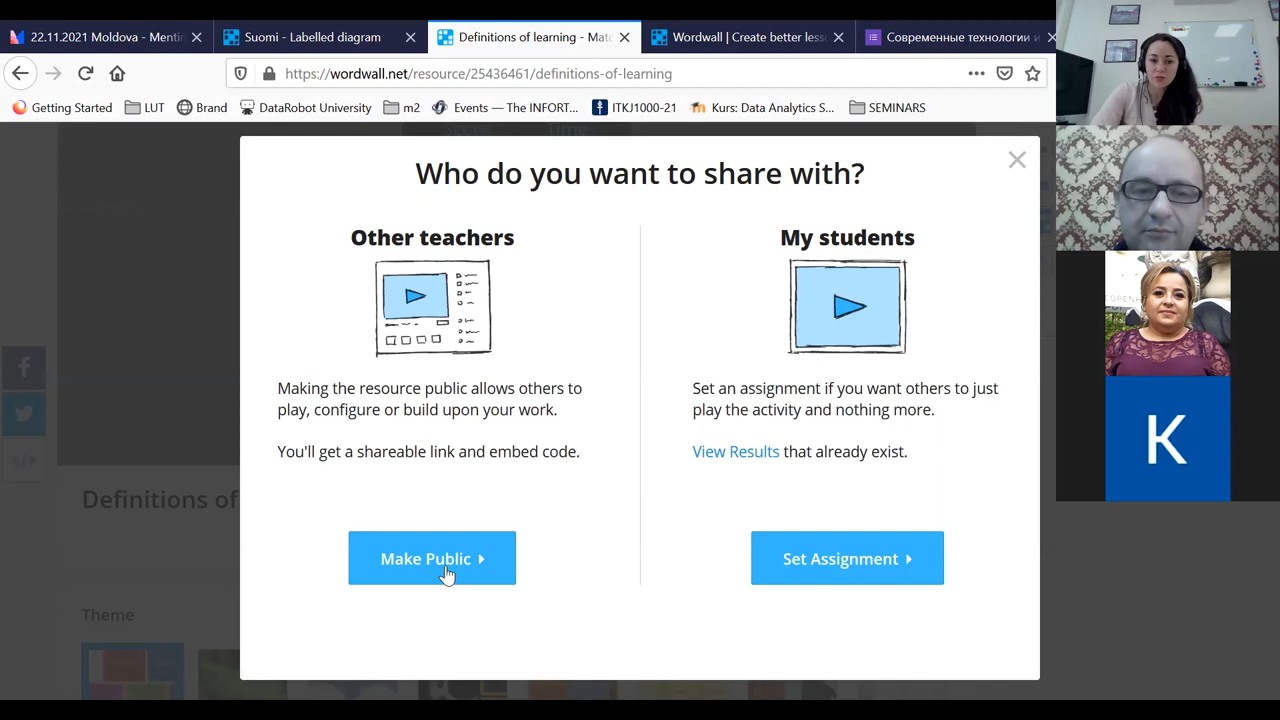 22.11.2021 Moldova - Mentin
Suomi - Labelled diagram
Definitions of learning - Matc
Wordwall | Create better less
Современные технологии и
https://wordwall.net/resource/25436461/definitions-of-learning
Getting Started
LUT
Brand
DataRobot University
m2
Events — The INFORT...
ITKJ1000-21
Kurs: Data Analytics S...
SEMINARS
Who do you want to share with?
Other teachers
Making the resource public allows others to
play, configure or build upon your work.
You'll get a shareable link and embed code.
Make Public
My students
Set an assignment if you want others to just
play the activity and nothing more.
View Results that already exist.
Set Assignment
Definitions of
Theme
COPENH
K